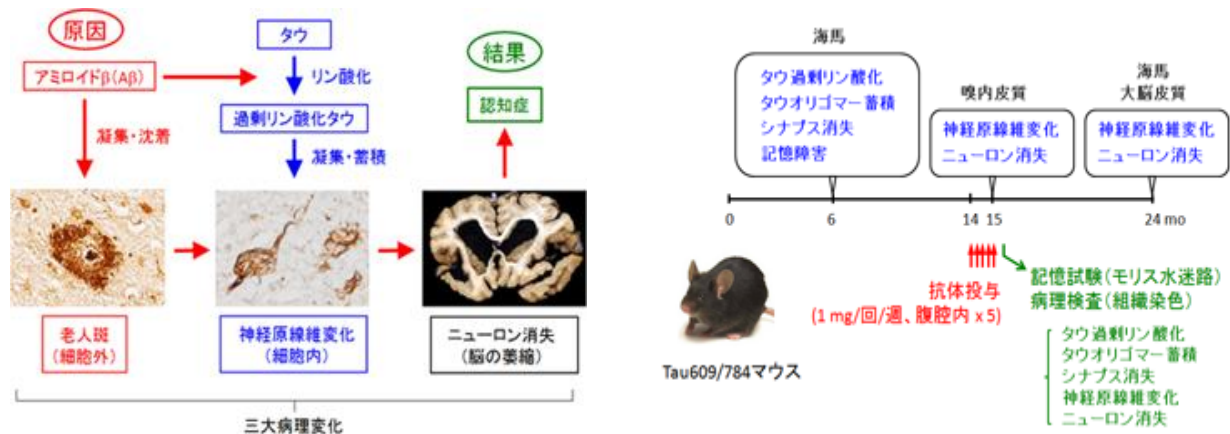 原因
アミロイドβ(Aβ)
凝集・沈着
老人斑
(細胞外)
タウ
リン酸化
過剰リン酸化タウ
凝集・蓄積
神経原線維変化
(細胞内)
結果
認知症
ニューロン消失
(脳の萎縮)
三大病理変化
海馬
タウ過剰リン酸化
タウオリゴマー蓄積
シナプス消失
記憶障害
嗅内皮質
神経原線維変化
ニューロン消失
海馬
大脳皮質
神経原線維変化
ニューロン消失
0
6
14
15
24 mo
抗体投与
(1 mg/回/週、腹腔内 x 5)
記憶試験(モリス水迷路)
病理検査(組織染色)
タウ過剰リン酸化
タウオリゴマー蓄積
シナプス消失
神経原線維変化
ニューロン消失
Tau609/784マウス